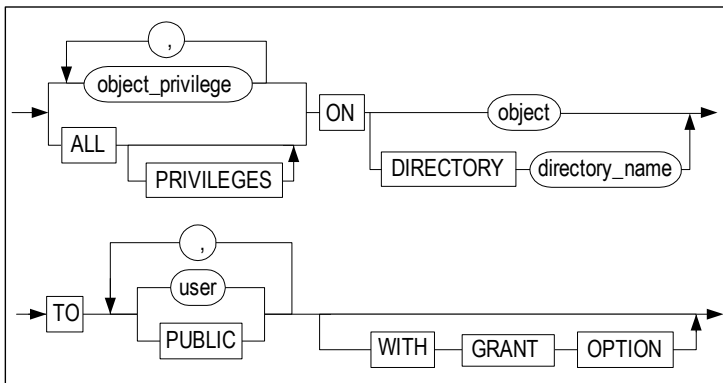 ,
object_privilege ON object
ALL DIRECTORY directory_name
PRIVILEGES
,
TO user
PUBLIC WITH GRANT OPTION